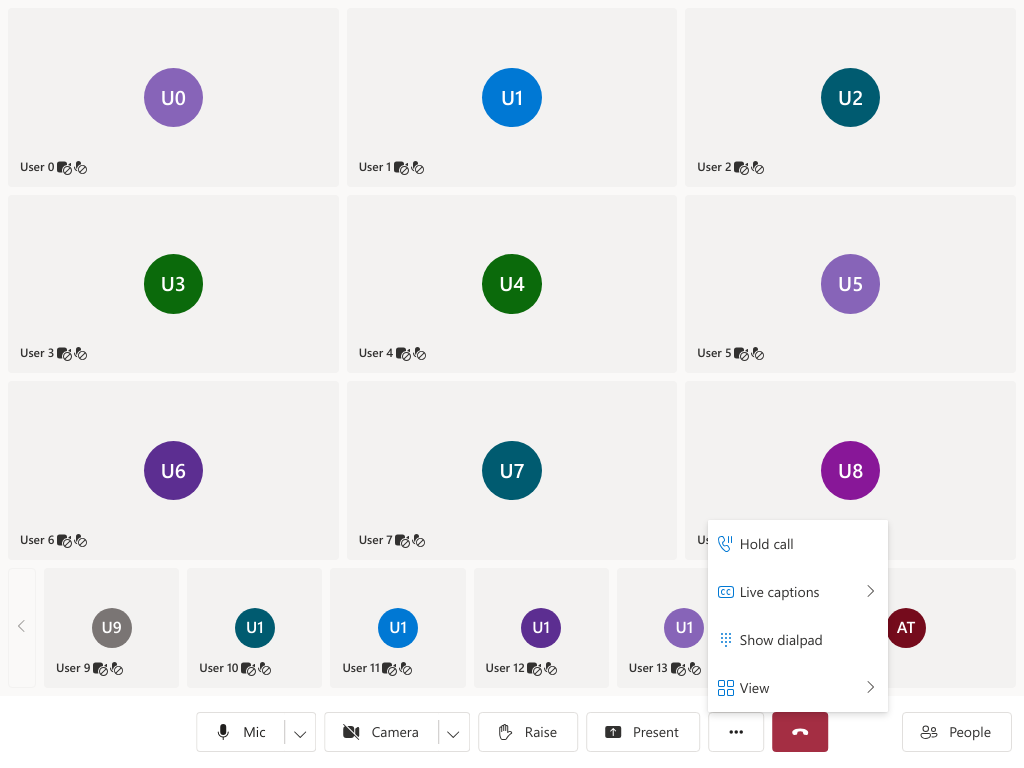 U0
User 0
U1
User 1
U2
User 2
U3
User 3
U4
User 4
U5
User 5
U6
User 6
U7
User 7
U8
Hold call
CC Live captions
Show dialpad
View
U9
User 9
U1
User 10
U1
User 11
U1
User 12
U1
User 13
AT
Mic
Camera
Raise
Present
People